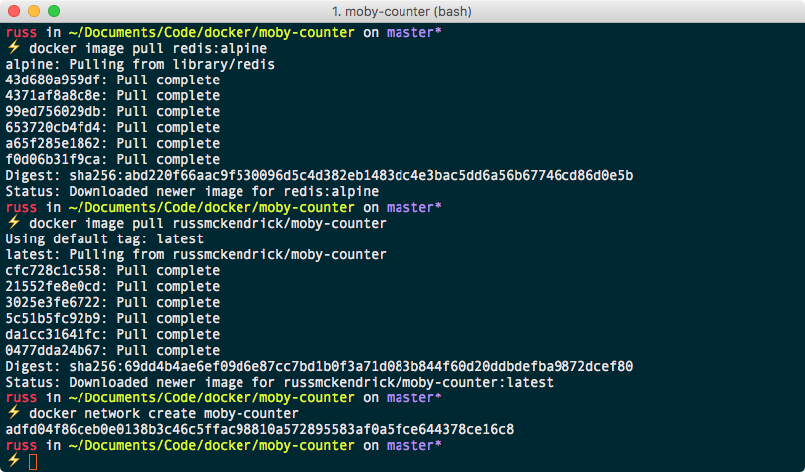 1. moby-counter (bash)
russ in ~/Documents/Code/docker/moby-counter on master*
⚡ docker image pull redis:alpine
alpine: Pulling from library/redis
43d680a959df: Pull complete
4371af8a8c8e: Pull complete
99ed756029db: Pull complete
653720cb4fd4: Pull complete
a65f285e1862: Pull complete
f0d06b31f9ca: Pull complete
Digest: sha256:abd220f66aac9f530096d5c4d382eb1483dc4e3bac5dd6a56b67746cd86d0e5b
Status: Downloaded newer image for redis:alpine
russ in ~/Documents/Code/docker/moby-counter on master*
⚡ docker image pull russmckendrick/moby-counter
Using default tag: latest
latest: Pulling from russmckendrick/moby-counter
cfc728c1c558: Pull complete
21552fe8e0cd: Pull complete
3025e3fe6722: Pull complete
5c51b5fc92b9: Pull complete
da1cc31641fc: Pull complete
0477dda24b67: Pull complete
Digest: sha256:69dd4b4ae6ef09d6e87cc7bd1b0f3a71d083b844f60d20ddbdefba9872dcef80
Status: Downloaded newer image for russmckendrick/moby-counter:latest
russ in ~/Documents/Code/docker/moby-counter on master*
⚡ docker network create moby-counter
adfd04f86ceb0e0138b3c46c5ffac98810a572895583af0a5fce644378ce16c8
russ in ~/Documents/Code/docker/moby-counter on master*
⚡